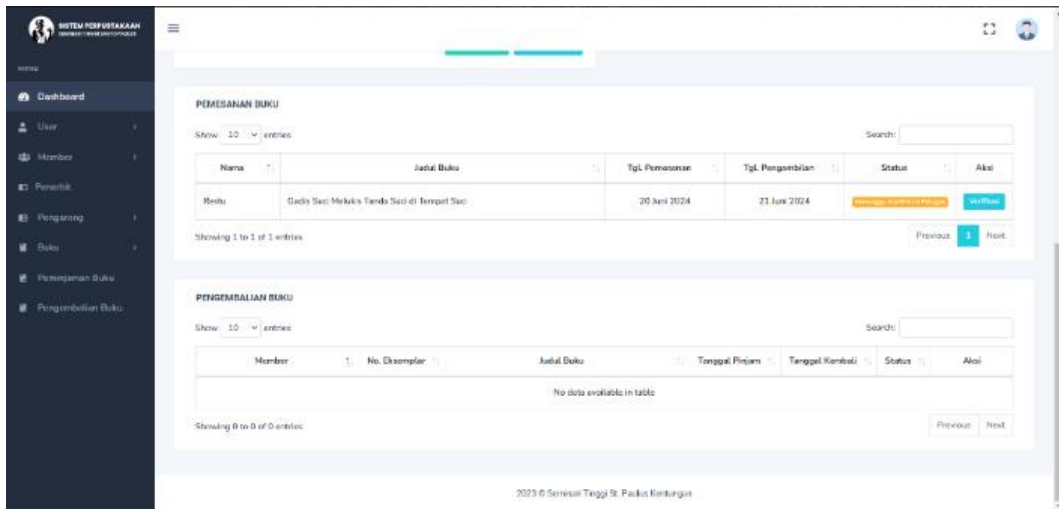 SISTEM PERPUSTAKAAN
HOME
Dashboard
User
Member
Penerbit
Pengarang
Buku
Peminjaman Buku
Pengembalian Buku
PEMESANAN BUKU
Show 10 entries
Search:
Nama Judul Buku Tgl. Pemesanan Tgl. Pengambilan Status Aksi
Restu Gadis Suci Melukis Tanda Suci di Tempat Suci 20 Juni 2024 21 Juni 2024 Verifikasi
Showing 1 to 1 of 1 entries
Previous 1 Next
PENGEMBALIAN BUKU
Show 10 entries
Search:
Member No. Eksemplar Judul Buku Tanggal Pinjam Tanggal Kembali Status Aksi
No data available in table
Showing 0 to 0 of 0 entries
Previous Next
2023 © Seminari Tinggi St. Paulus Kentungan